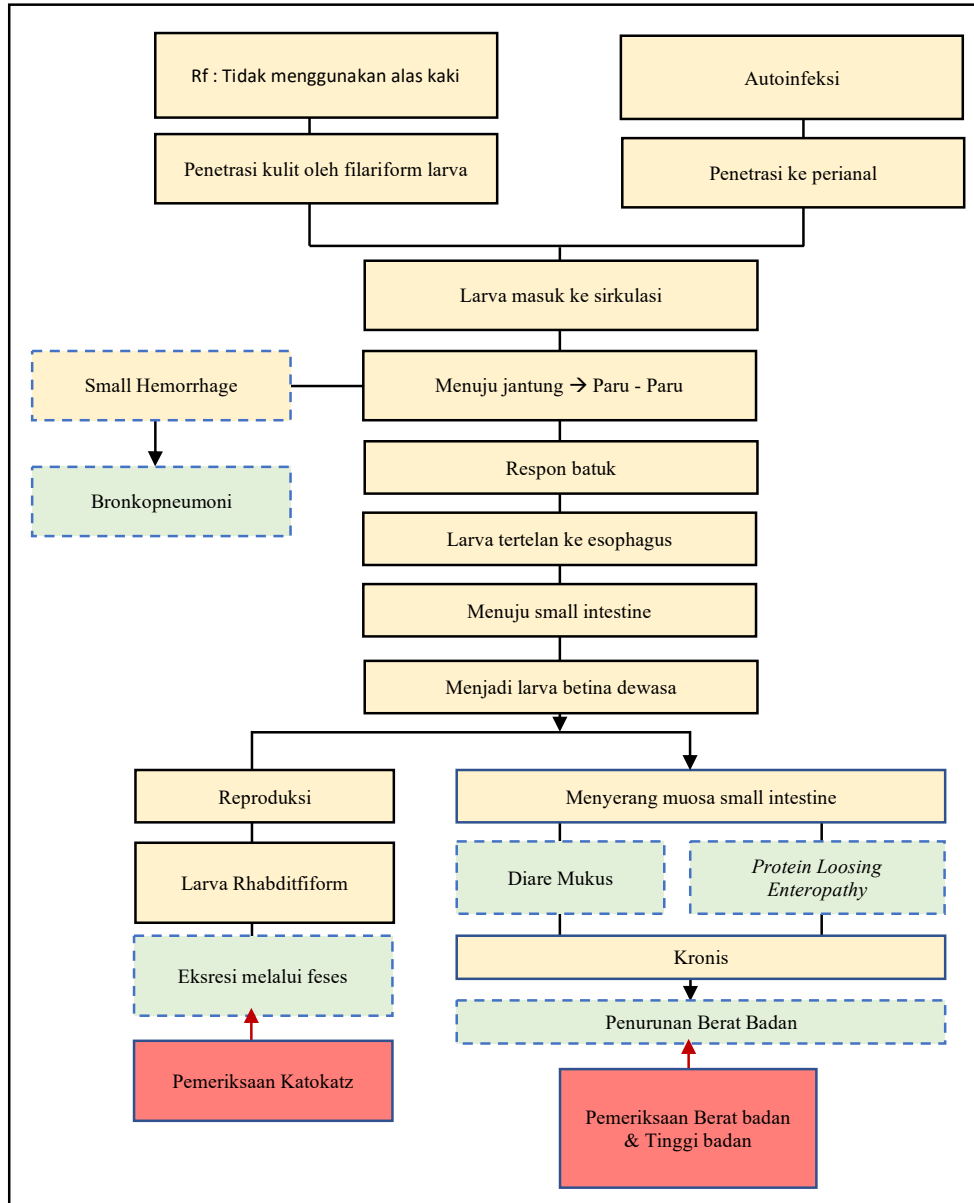 Rf : Tidak menggunakan alas kaki
Autoinfeksi
Penetrasi kulit oleh filariform larva
Penetrasi ke perianal
Larva masuk ke sirkulasi
Small Hemorrhage
Menuju jantung → Paru - Paru
Bronkopneumoni
Respon batuk
Larva tertelan ke esophagus
Menuju small intestine
Menjadi larva betina dewasa
Reproduksi
Menyerang muosa small intestine
Larva Rhabditfiform
Diare Mukus
Protein Loosing
Enteropathy
Eksresi melalui feses
Kronis
Penurunan Berat Badan
Pemeriksaan Katokatz
Pemeriksaan Berat badan
& Tinggi badan